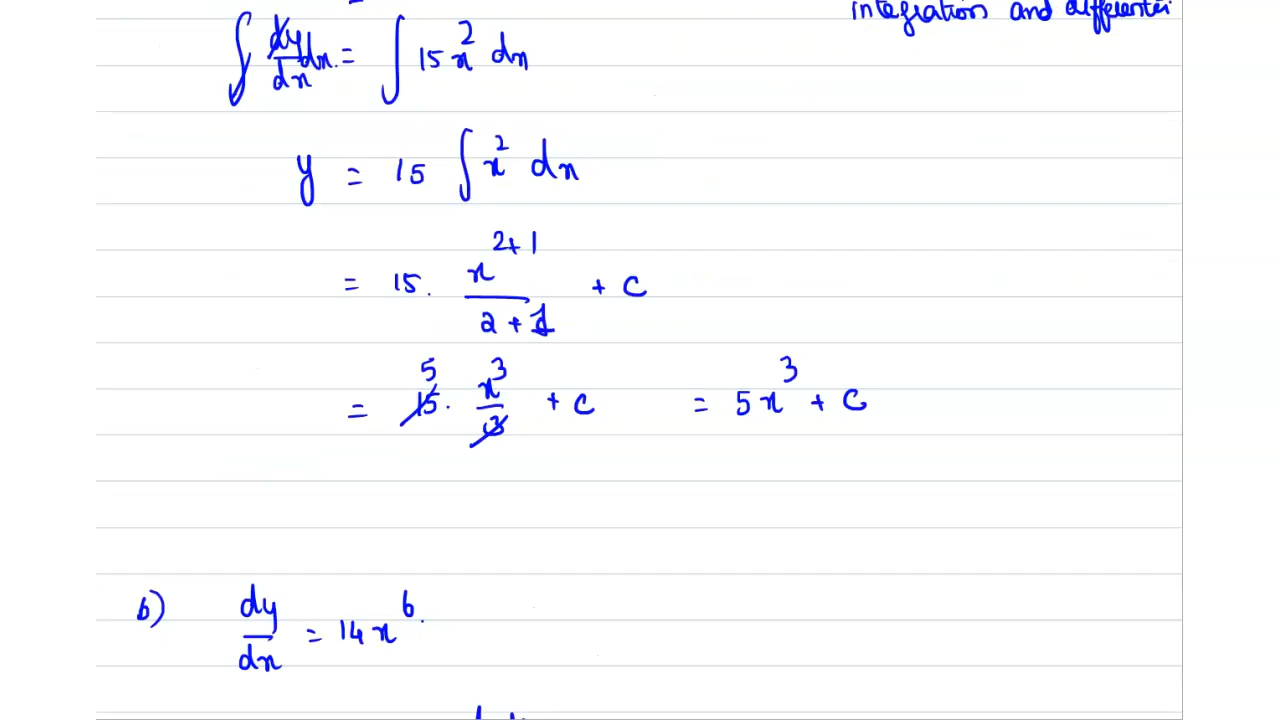 integration and differenti
∫ dy/dx dx = ∫ 15x² dx
y = 15 ∫ x² dx
= 15. x^(2+1)/(2+1) + c
= 15 5 . x³/3 + c = 5x³ + c
b) dy/dx = 14x⁶.